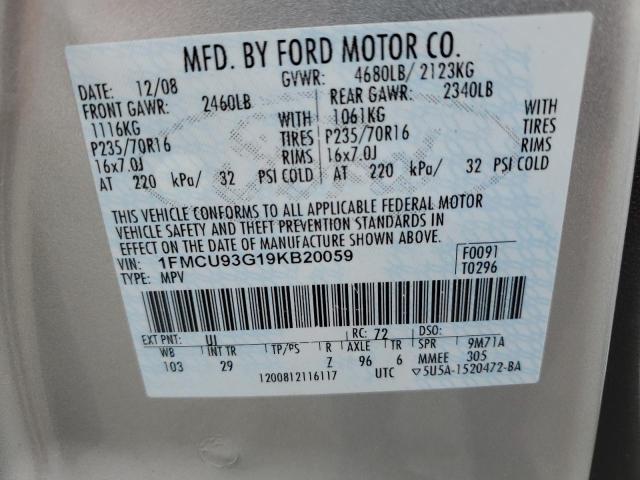 MFD. BY FORD MOTOR CO.
DATE: 12/08 GVWR: 4680LB/ 2123KG
FRONT GAWR: 2460LB REAR GAWR: 2340LB
1116KG WITH 1061KG WITH
P235/70R16 TIRES P235/70R16 TIRES
16x7.0J RIMS 16x7.0J RIMS
AT 220 kPa/ 32 PSI COLD AT 220 kPa/ 32 PSI COLD
THIS VEHICLE CONFORMS TO ALL APPLICABLE FEDERAL MOTOR
VEHICLE SAFETY AND THEFT PREVENTION STANDARDS IN
EFFECT ON THE DATE OF MANUFACTURE SHOWN ABOVE.
VIN: 1FMCU93G19KB20059 F0091
TYPE: MPV T0296
EXT PNT: UI RC: 72 DSO:
WB INT TR TP/PS R AXLE TR SPR 9M71A
103 29 Z 96 6 MMEE 305
1200812116117 UTC ▽5U5A-1520472-BA